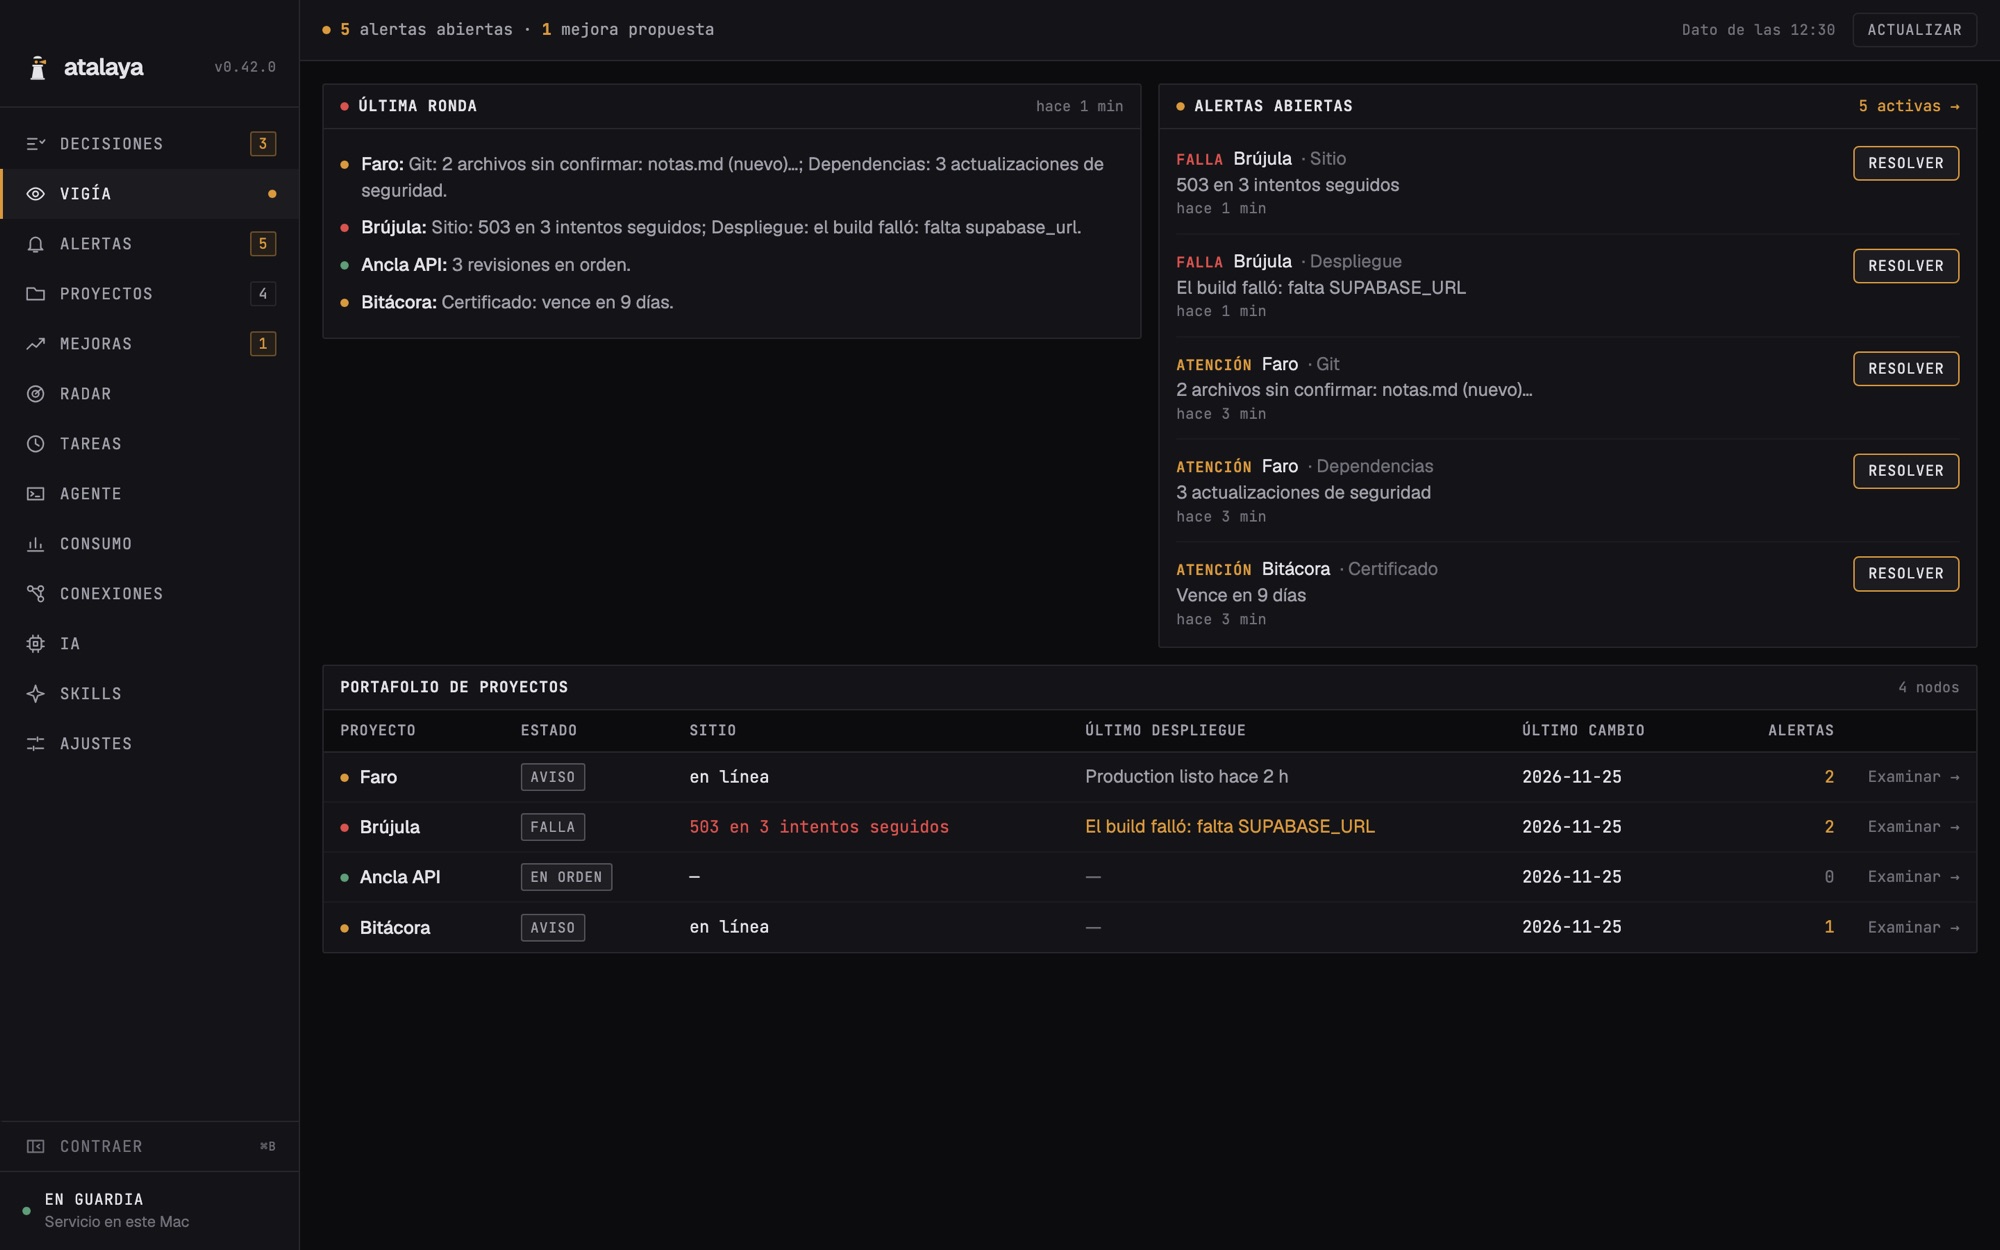 atalaya v0.42.0
DECISIONES 3
VIGÍA
ALERTAS 5
PROYECTOS 4
MEJORAS 1
RADAR
TAREAS
AGENTE
CONSUMO
CONEXIONES
IA
SKILLS
AJUSTES
CONTRAER ⌘B
EN GUARDIA
Servicio en este Mac
5 alertas abiertas · 1 mejora propuesta
Dato de las 12:30 ACTUALIZAR
ÚLTIMA RONDA hace 1 min
Faro: Git: 2 archivos sin confirmar: notas.md (nuevo)…; Dependencias: 3 actualizaciones de
seguridad.
Brújula: Sitio: 503 en 3 intentos seguidos; Despliegue: el build falló: falta supabase_url.
Ancla API: 3 revisiones en orden.
Bitácora: Certificado: vence en 9 días.
ALERTAS ABIERTAS 5 activas →
FALLA Brújula · Sitio RESOLVER
503 en 3 intentos seguidos
hace 1 min
FALLA Brújula · Despliegue RESOLVER
El build falló: falta SUPABASE_URL
hace 1 min
ATENCIÓN Faro · Git RESOLVER
2 archivos sin confirmar: notas.md (nuevo)…
hace 3 min
ATENCIÓN Faro · Dependencias RESOLVER
3 actualizaciones de seguridad
hace 3 min
ATENCIÓN Bitácora · Certificado RESOLVER
Vence en 9 días
hace 3 min
PORTAFOLIO DE PROYECTOS 4 nodos
PROYECTO ESTADO SITIO ÚLTIMO DESPLIEGUE ÚLTIMO CAMBIO ALERTAS
Faro AVISO en línea Production listo hace 2 h 2026-11-25 2 Examinar →
Brújula FALLA 503 en 3 intentos seguidos El build falló: falta SUPABASE_URL 2026-11-25 2 Examinar →
Ancla API EN ORDEN — — 2026-11-25 0 Examinar →
Bitácora AVISO en línea — 2026-11-25 1 Examinar →